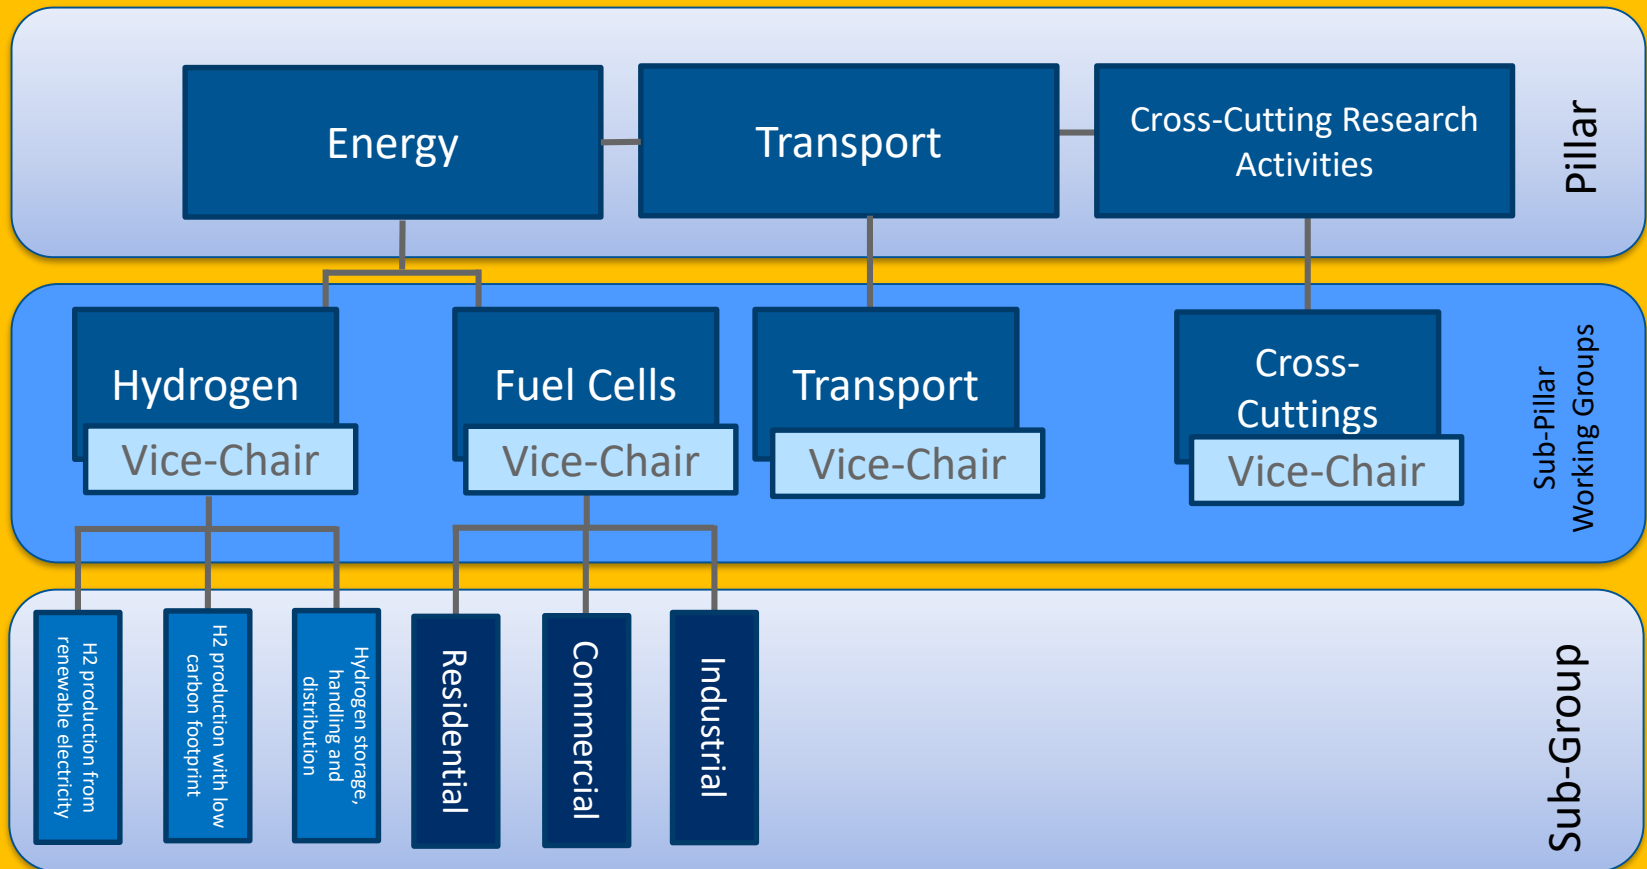 Energy
Transport
Cross-Cutting Research
Activities
Pillar
Hydrogen
Vice-Chair
Fuel Cells
Vice-Chair
Transport
Vice-Chair
Cross-
Cuttings
Vice-Chair
Sub-Pillar
Working Groups
H2 production from
renewable electricity
H2 production with low
carbon footprint
Hydrogen storage,
handling and
distribution
Residential
Commercial
Industrial
Sub-Group